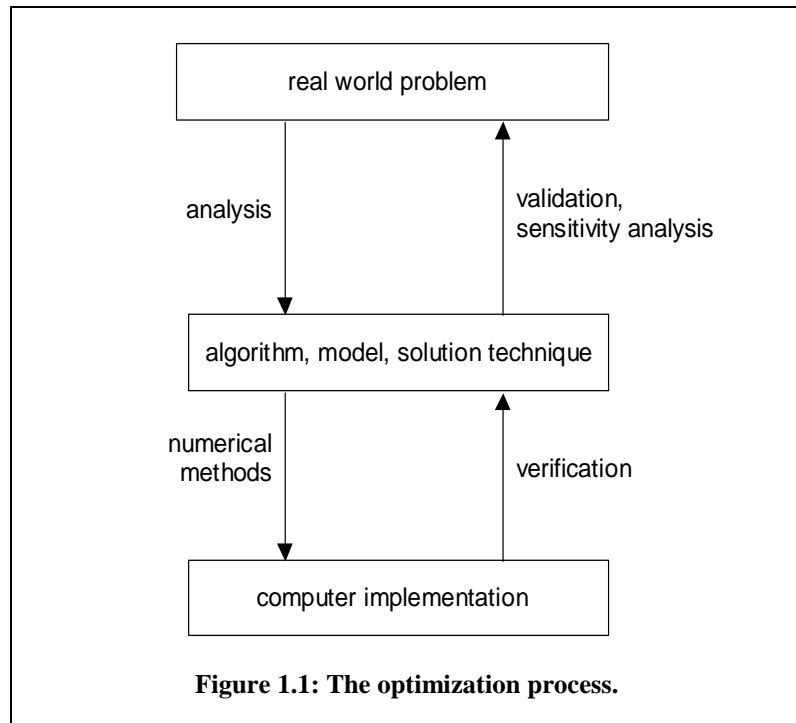 real world problem
analysis
validation,
sensitivity analysis
algorithm, model, solution technique
numerical
methods
verification
computer implementation
Figure 1.1: The optimization process.